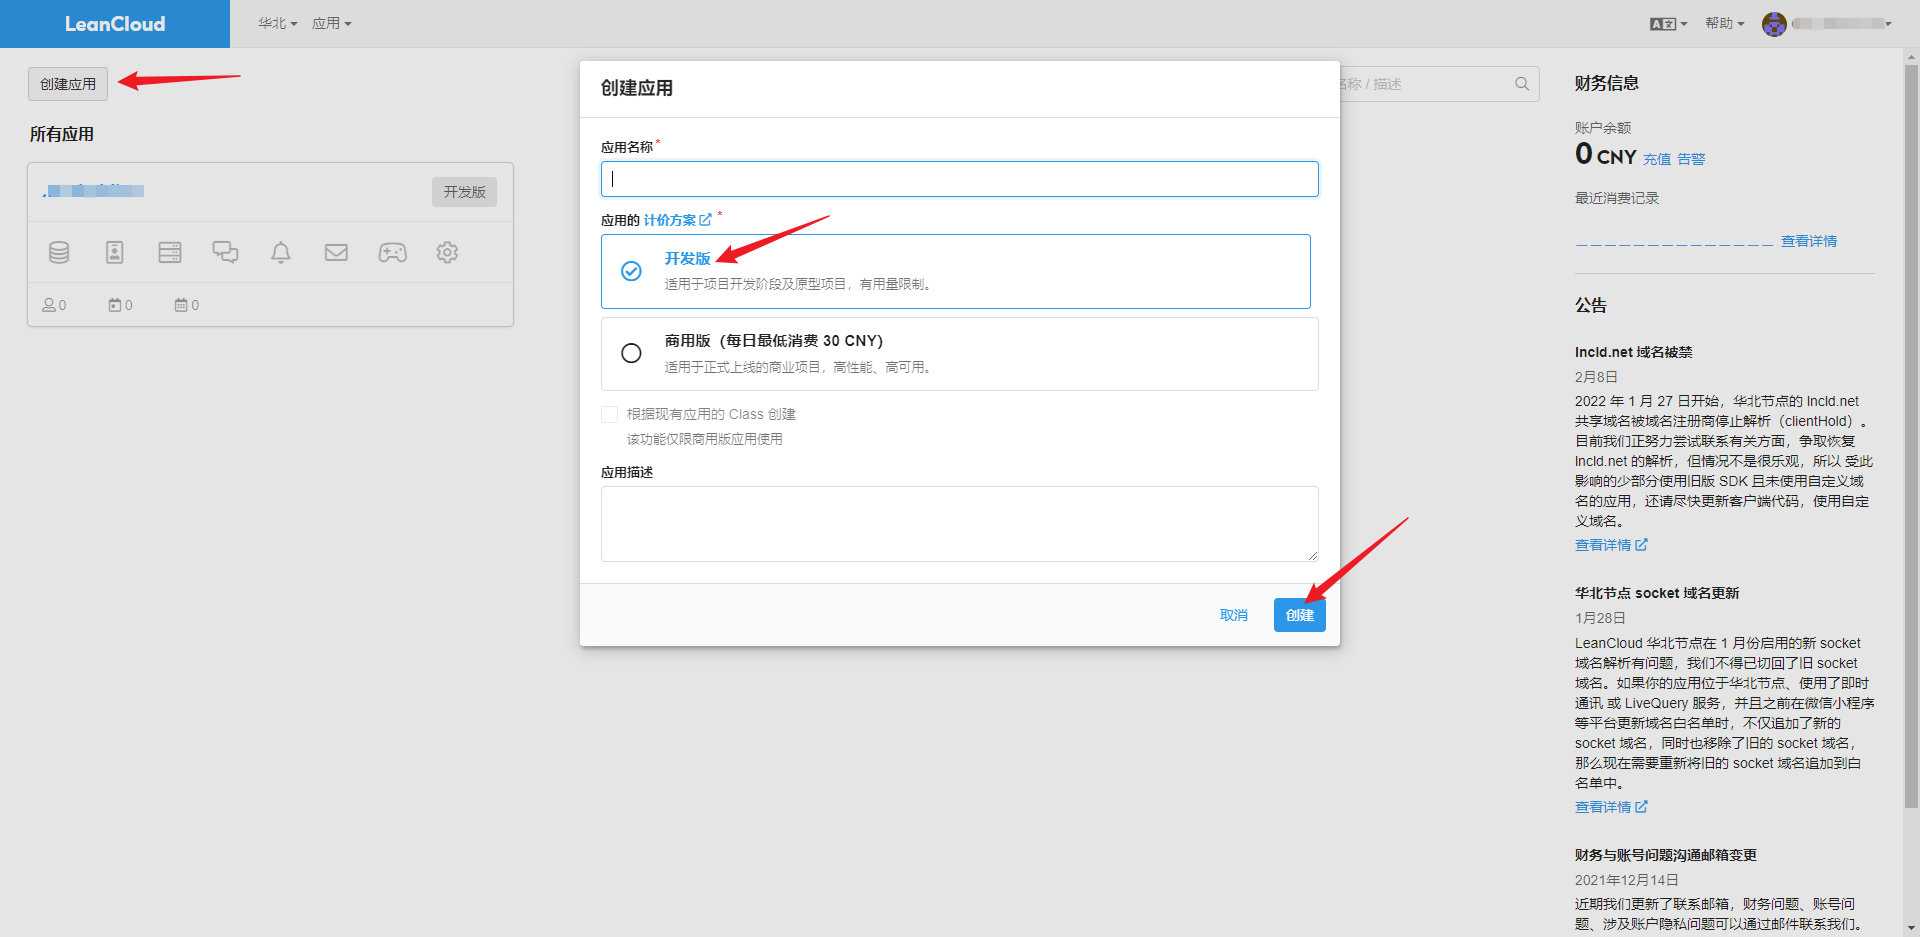 LeanCloud
华北
应用
帮助
创建应用
所有应用
开发版
0
0
0
创建应用
应用名称*
应用的 计价方案 *
开发版
适用于项目开发阶段及原型项目，有用量限制。
商用版（每日最低消费 30 CNY）
适用于正式上线的商业项目，高性能、高可用。
根据现有应用的 Class 创建
该功能仅限商用版应用使用
应用描述
取消
创建
称 / 描述
财务信息
账户余额
0 CNY 充值 告警
最近消费记录
查看详情
公告
lncld.net 域名被禁
2月8日
2022 年 1 月 27 日开始，华北节点的 lncld.net
共享域名被域名注册商停止解析（clientHold）。
目前我们正努力尝试联系有关方面，争取恢复
lncld.net 的解析，但情况不是很乐观，所以 受此
影响的少部分使用旧版 SDK 且未使用自定义域
名的应用，还请尽快更新客户端代码，使用自定
义域名。
查看详情
华北节点 socket 域名更新
1月28日
LeanCloud 华北节点在 1 月份启用的新 socket
域名解析有问题，我们不得已切回了旧 socket
域名。如果你的应用位于华北节点、使用了即时
通讯 或 LiveQuery 服务，并且之前在微信小程序
等平台更新域名白名单时，不仅追加了新的
socket 域名，同时也移除了旧的 socket 域名，
那么现在需要重新将旧的 socket 域名追加到白
名单中。
查看详情
财务与账号问题沟通邮箱变更
2021年12月14日
近期我们更新了联系邮箱，财务问题、账号问
题、涉及账户隐私问题可以通过邮件联系我们。